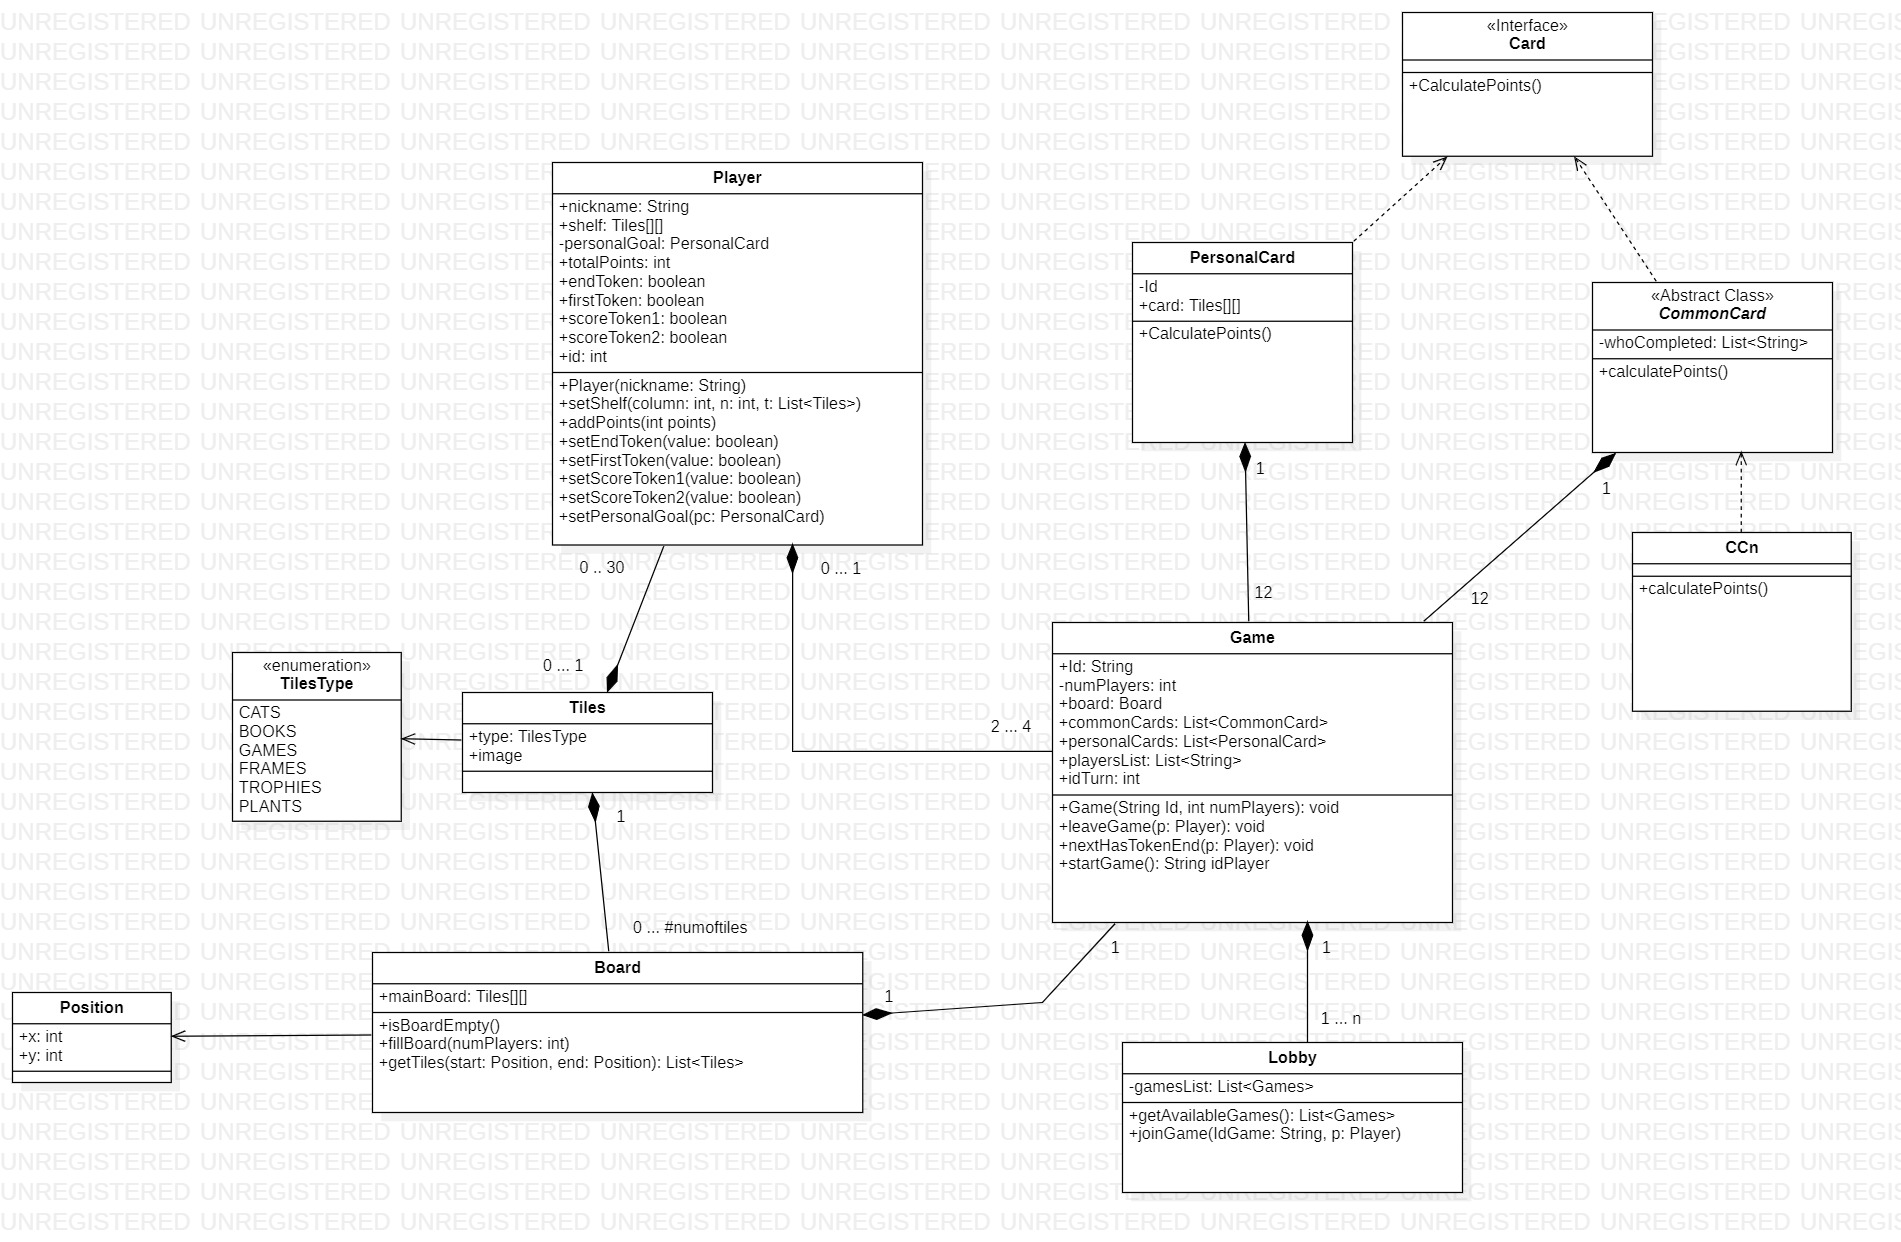 «Interface»
Card
+CalculatePoints()
Player
+nickname: String
+shelf: Tiles[][]
-personalGoal: PersonalCard
+totalPoints: int
+endToken: boolean
+firstToken: boolean
+scoreToken1: boolean
+scoreToken2: boolean
+id: int
+Player(nickname: String)
+setShelf(column: int, n: int, t: List<Tiles>)
+addPoints(int points)
+setEndToken(value: boolean)
+setFirstToken(value: boolean)
+setScoreToken1(value: boolean)
+setScoreToken2(value: boolean)
+setPersonalGoal(pc: PersonalCard)
PersonalCard
-Id
+card: Tiles[][]
+CalculatePoints()
«Abstract Class»
CommonCard
-whoCompleted: List<String>
+calculatePoints()
1
1
CCn
+calculatePoints()
0 .. 30
0 ... 1
12
12
0 ... 1
2 ... 4
«enumeration»
TilesType
CATS
BOOKS
GAMES
FRAMES
TROPHIES
PLANTS
Tiles
+type: TilesType
+image
1
0 ... #numoftiles
Game
+Id: String
-numPlayers: int
+board: Board
+commonCards: List<CommonCard>
+personalCards: List<PersonalCard>
+playersList: List<String>
+idTurn: int
+Game(String Id, int numPlayers): void
+leaveGame(p: Player): void
+nextHasTokenEnd(p: Player): void
+startGame(): String idPlayer
1
1
1
1 ... n
Board
+mainBoard: Tiles[][]
+isBoardEmpty()
+fillBoard(numPlayers: int)
+getTiles(start: Position, end: Position): List<Tiles>
Position
+x: int
+y: int
Lobby
-gamesList: List<Games>
+getAvailableGames(): List<Games>
+joinGame(IdGame: String, p: Player)
UNREGISTERED